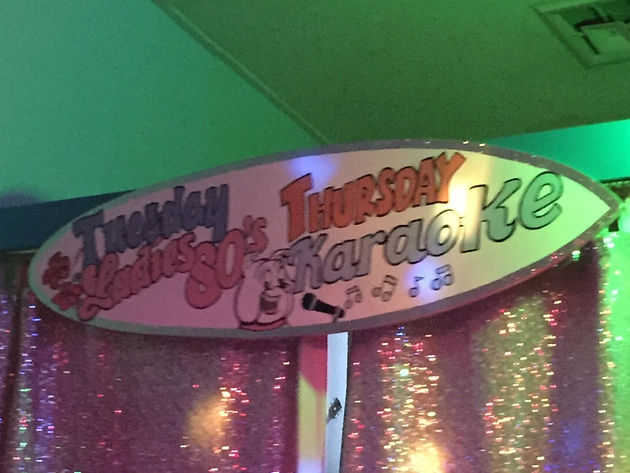 Tuesday
Ladies 80's
THURSDAY
Karaoke